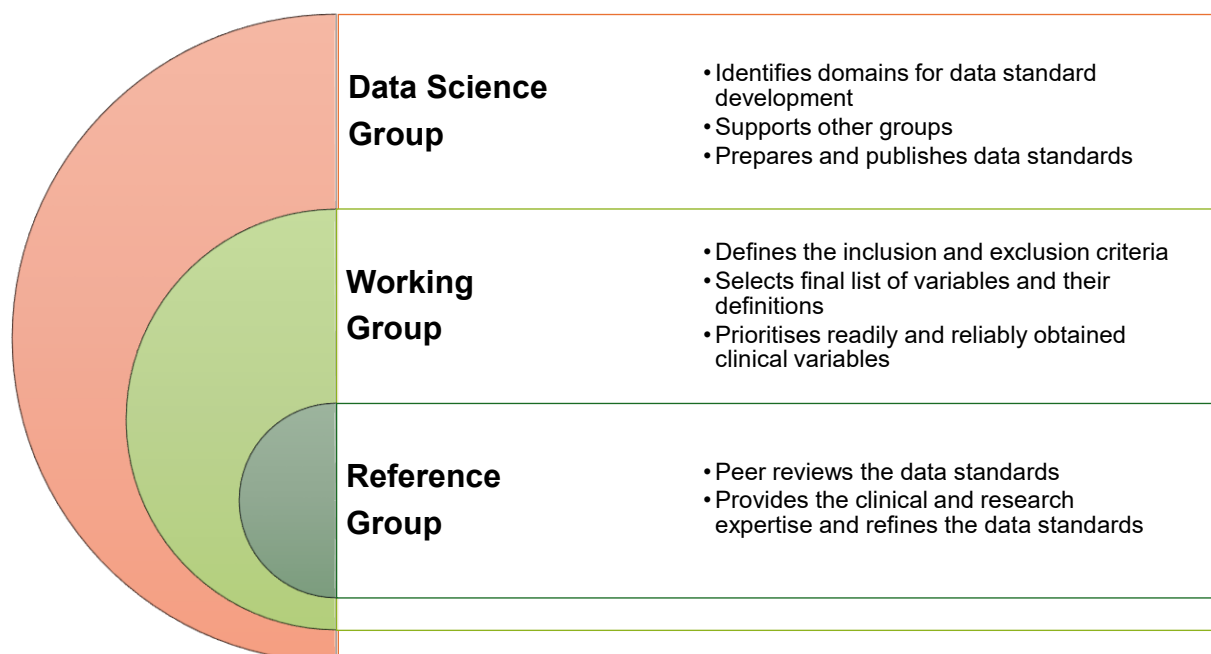 Data Science
Group
• Identifies domains for data standard
development
• Supports other groups
• Prepares and publishes data standards
Working
Group
• Defines the inclusion and exclusion criteria
• Selects final list of variables and their
definitions
• Prioritises readily and reliably obtained
clinical variables
Reference
Group
• Peer reviews the data standards
• Provides the clinical and research
expertise and refines the data standards